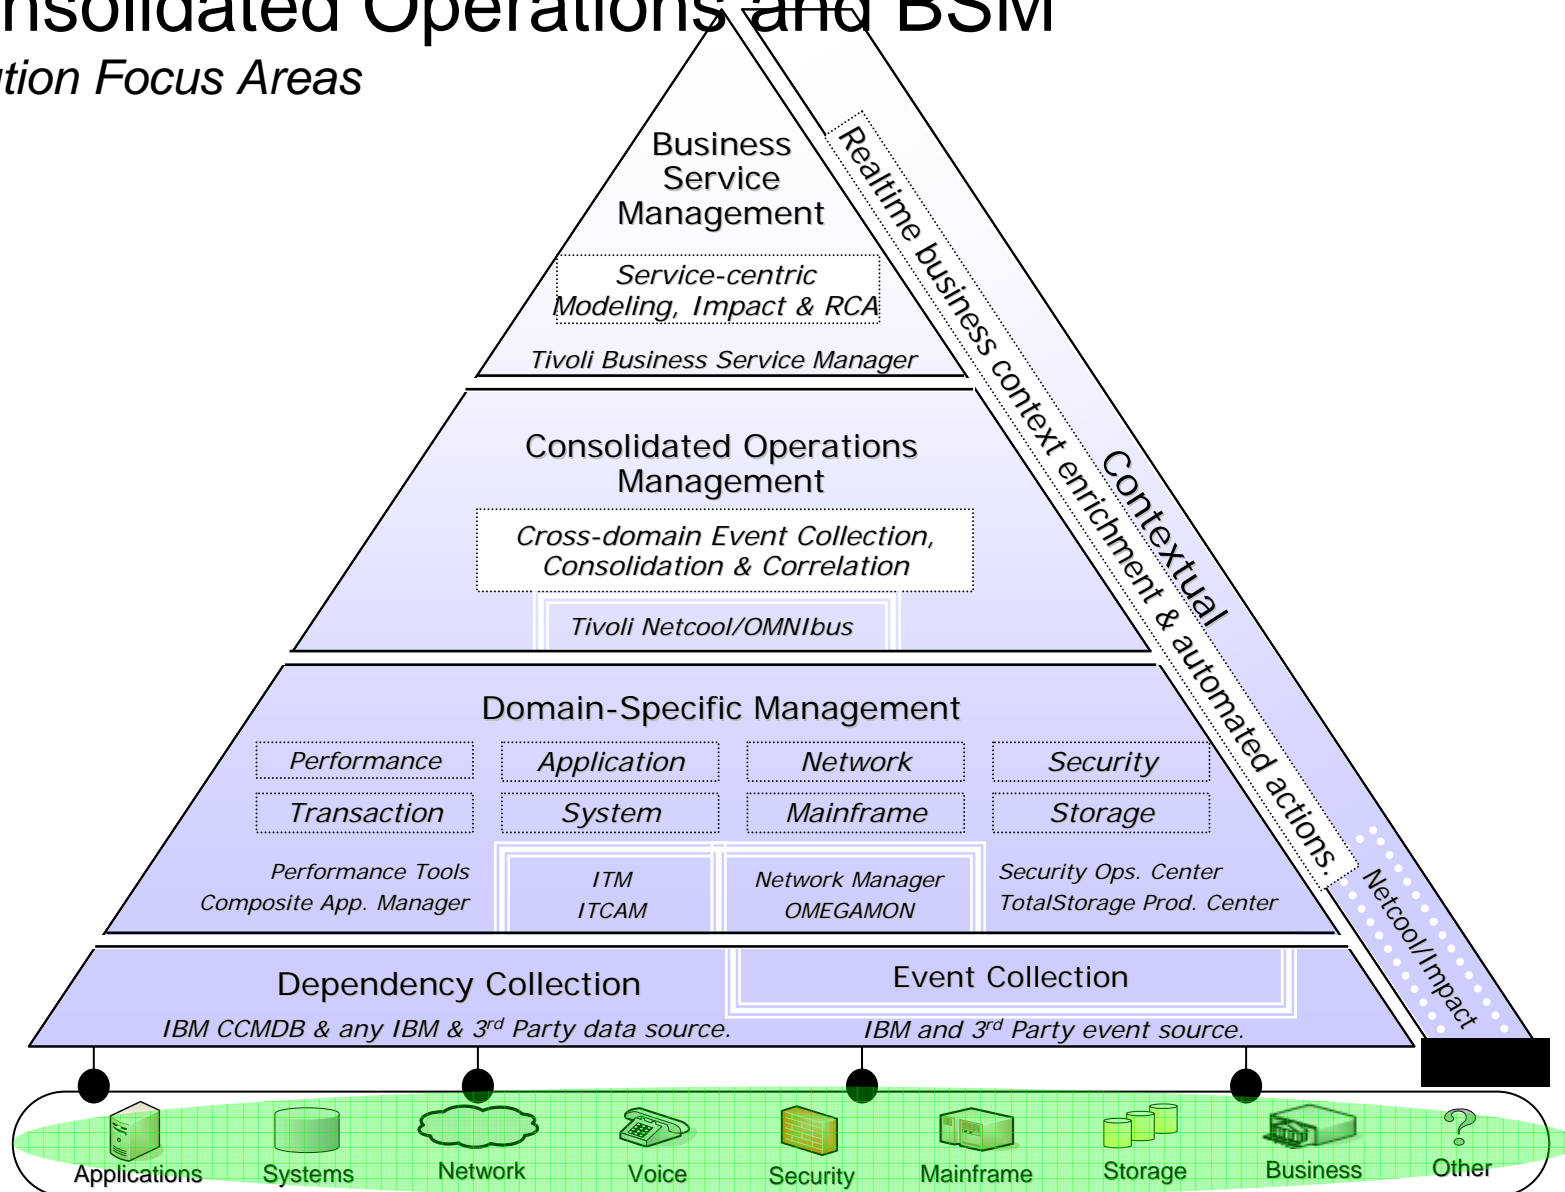 nsolidated Operations and BSM
ution Focus Areas
Business
Service
Management
Service-centric
Modeling, Impact & RCA
Tivoli Business Service Manager
Consolidated Operations
Management
Cross-domain Event Collection,
Consolidation & Correlation
Tivoli Netcool/OMNIbus
Domain-Specific Management
Performance Application Network Security
Transaction System Mainframe Storage
Performance Tools ITM Network Manager Security Ops. Center
Composite App. Manager ITCAM OMEGAMON TotalStorage Prod. Center
Dependency Collection Event Collection
IBM CCMDB & any IBM & 3rd Party data source. IBM and 3rd Party event source.
Realtime business context enrichment & automated actions.
Contextual
Netcool/Impact
Applications Systems Network Voice Security Mainframe Storage Business Other